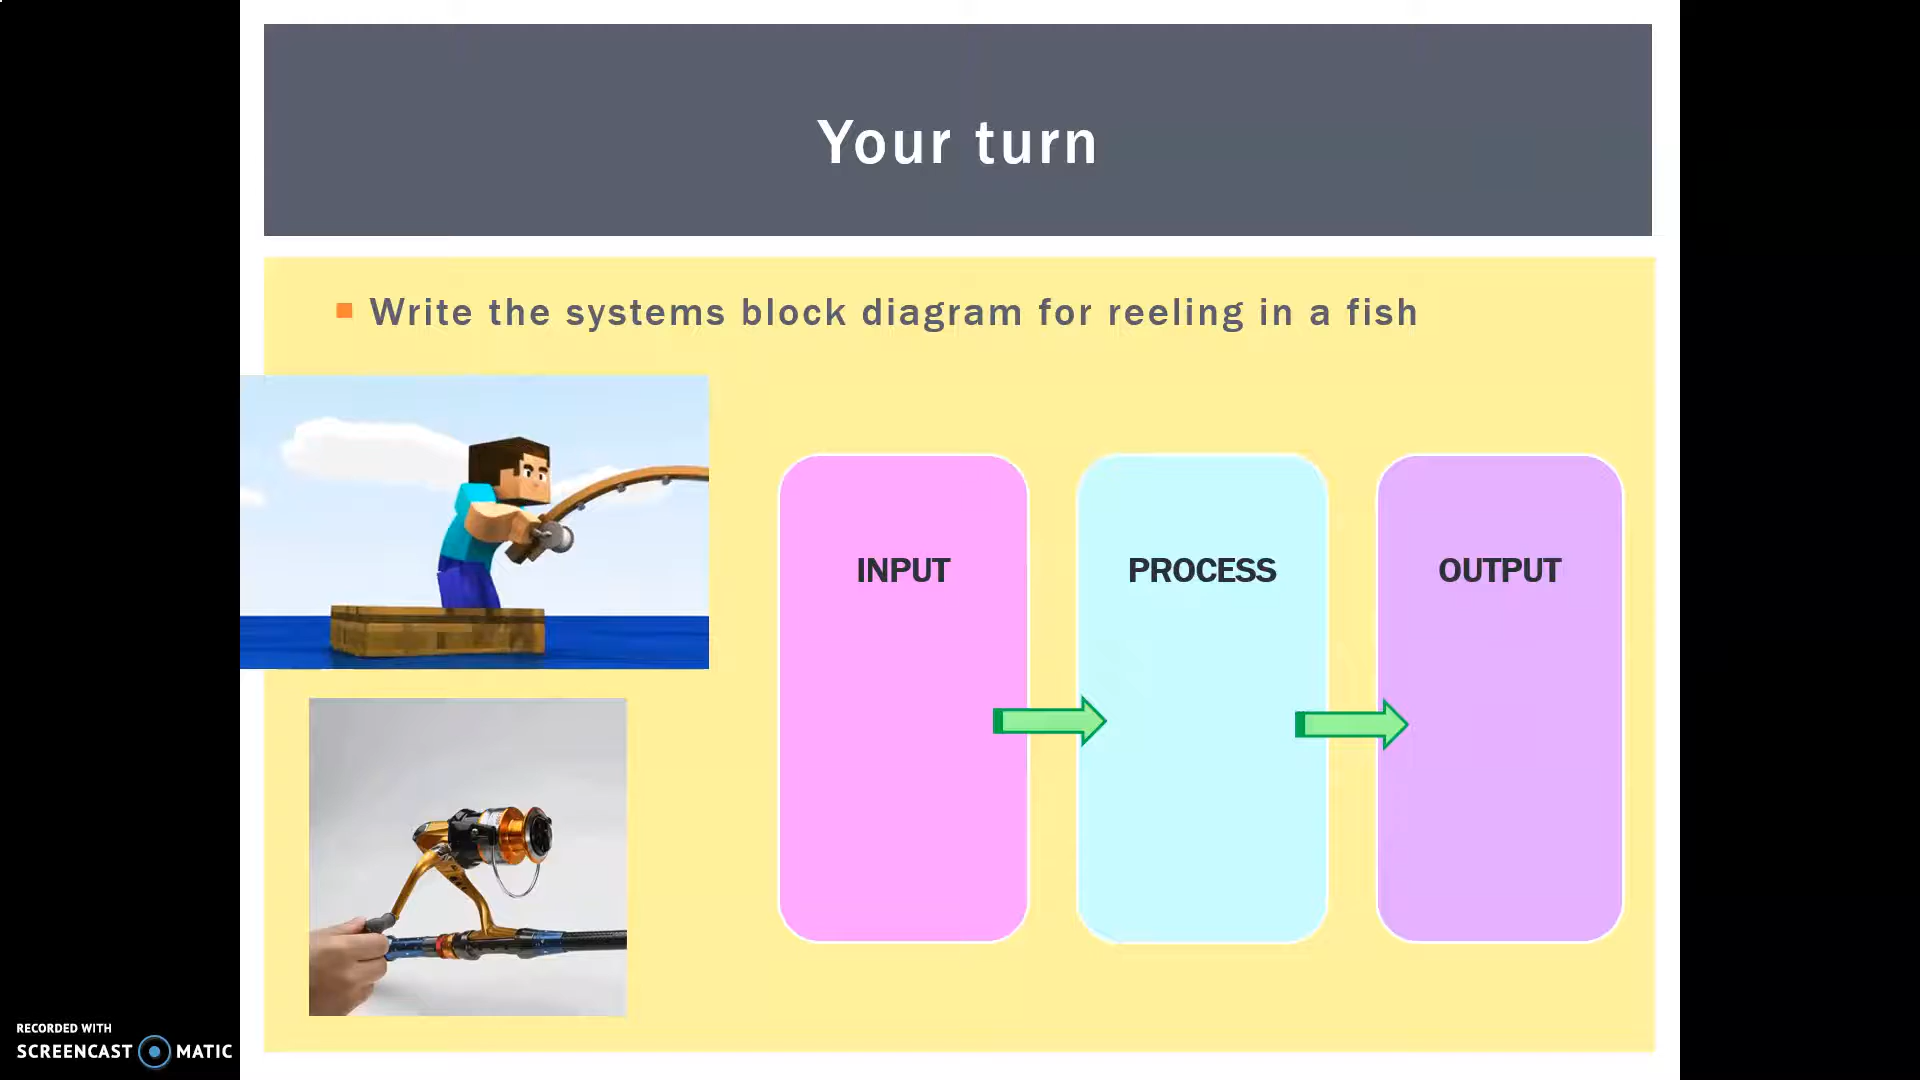 Your turn
Write the systems block diagram for reeling in a fish
INPUT
PROCESS
OUTPUT
RECORDED WITH
SCREENCAST MATIC